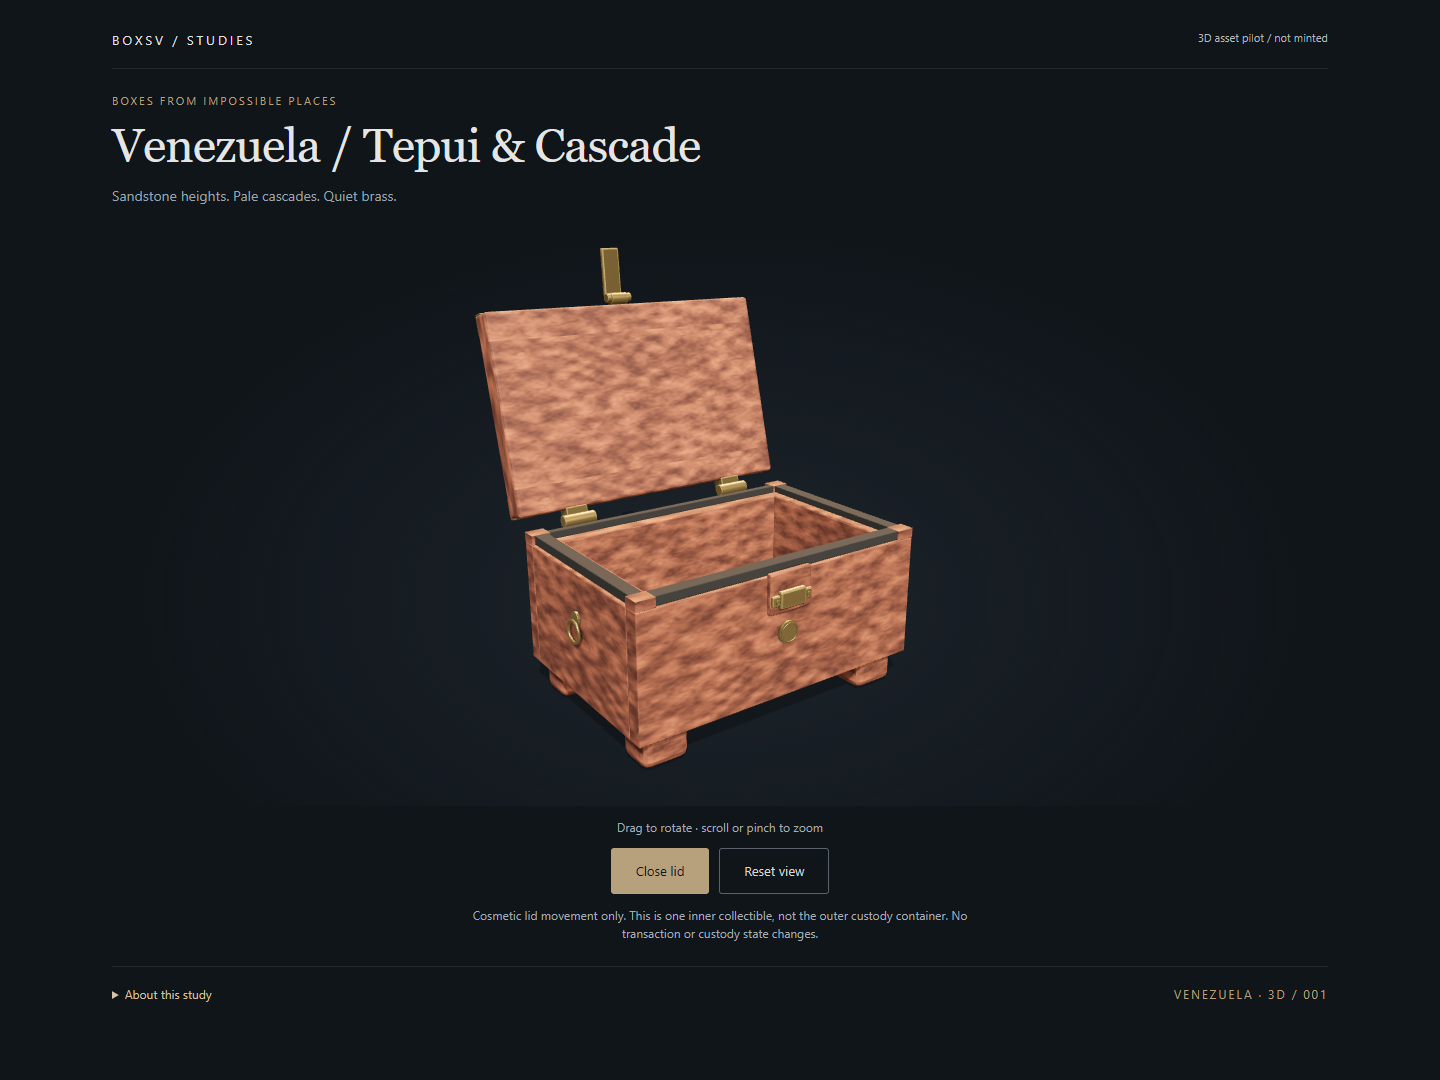 BOXSV / STUDIES
3D asset pilot / not minted
BOXES FROM IMPOSSIBLE PLACES
Venezuela / Tepui & Cascade
Sandstone heights. Pale cascades. Quiet brass.
Drag to rotate · scroll or pinch to zoom
Close lid
Reset view
Cosmetic lid movement only. This is one inner collectible, not the outer custody container. No
transaction or custody state changes.
About this study
VENEZUELA · 3D / 001